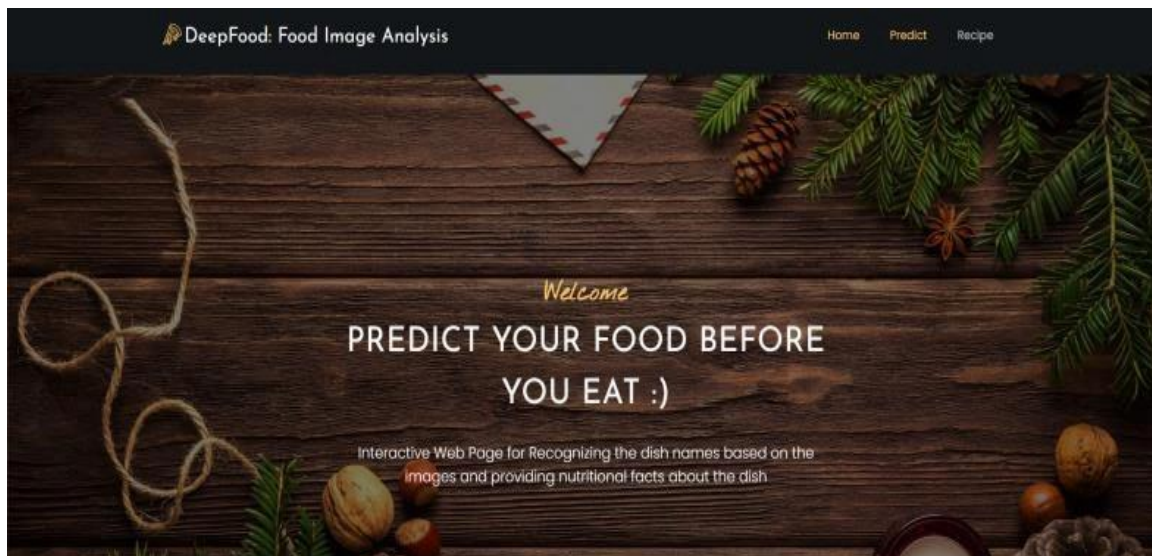 DeepFood: Food Image Analysis
Home Predict Recipe
Welcome
PREDICT YOUR FOOD BEFORE
YOU EAT :)
Interactive Web Page for Recognizing the dish names based on the
images and providing nutritional facts about the dish